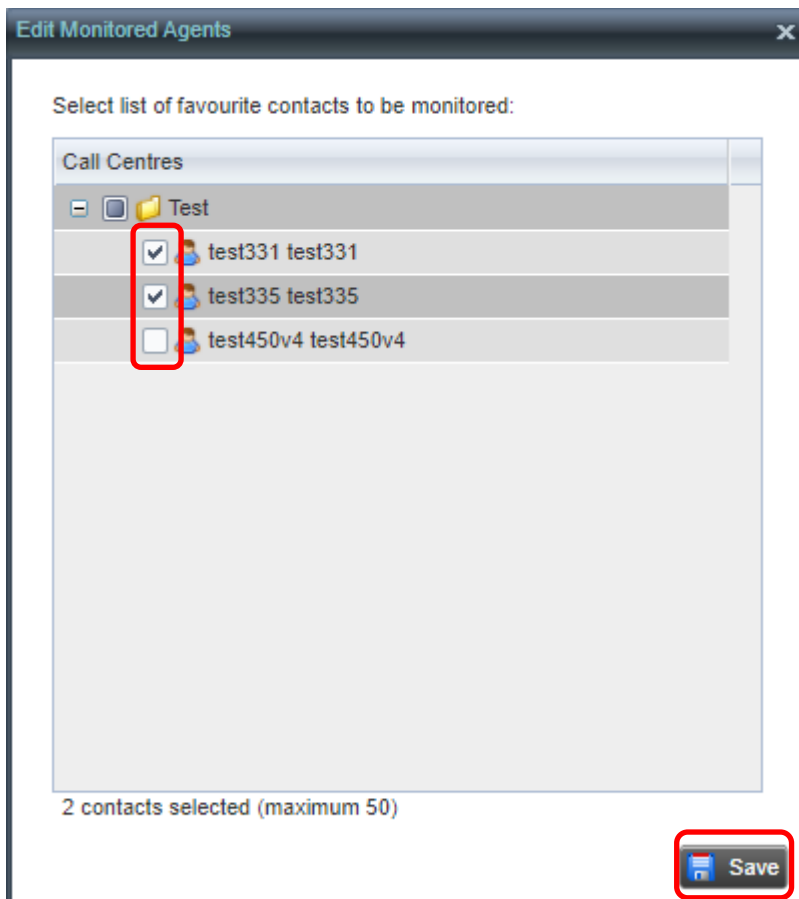 Edit Monitored Agents
Select list of favourite contacts to be monitored:
Call Centres
Test
test331 test331
test335 test335
test450v4 test450v4
2 contacts selected (maximum 50)
Save